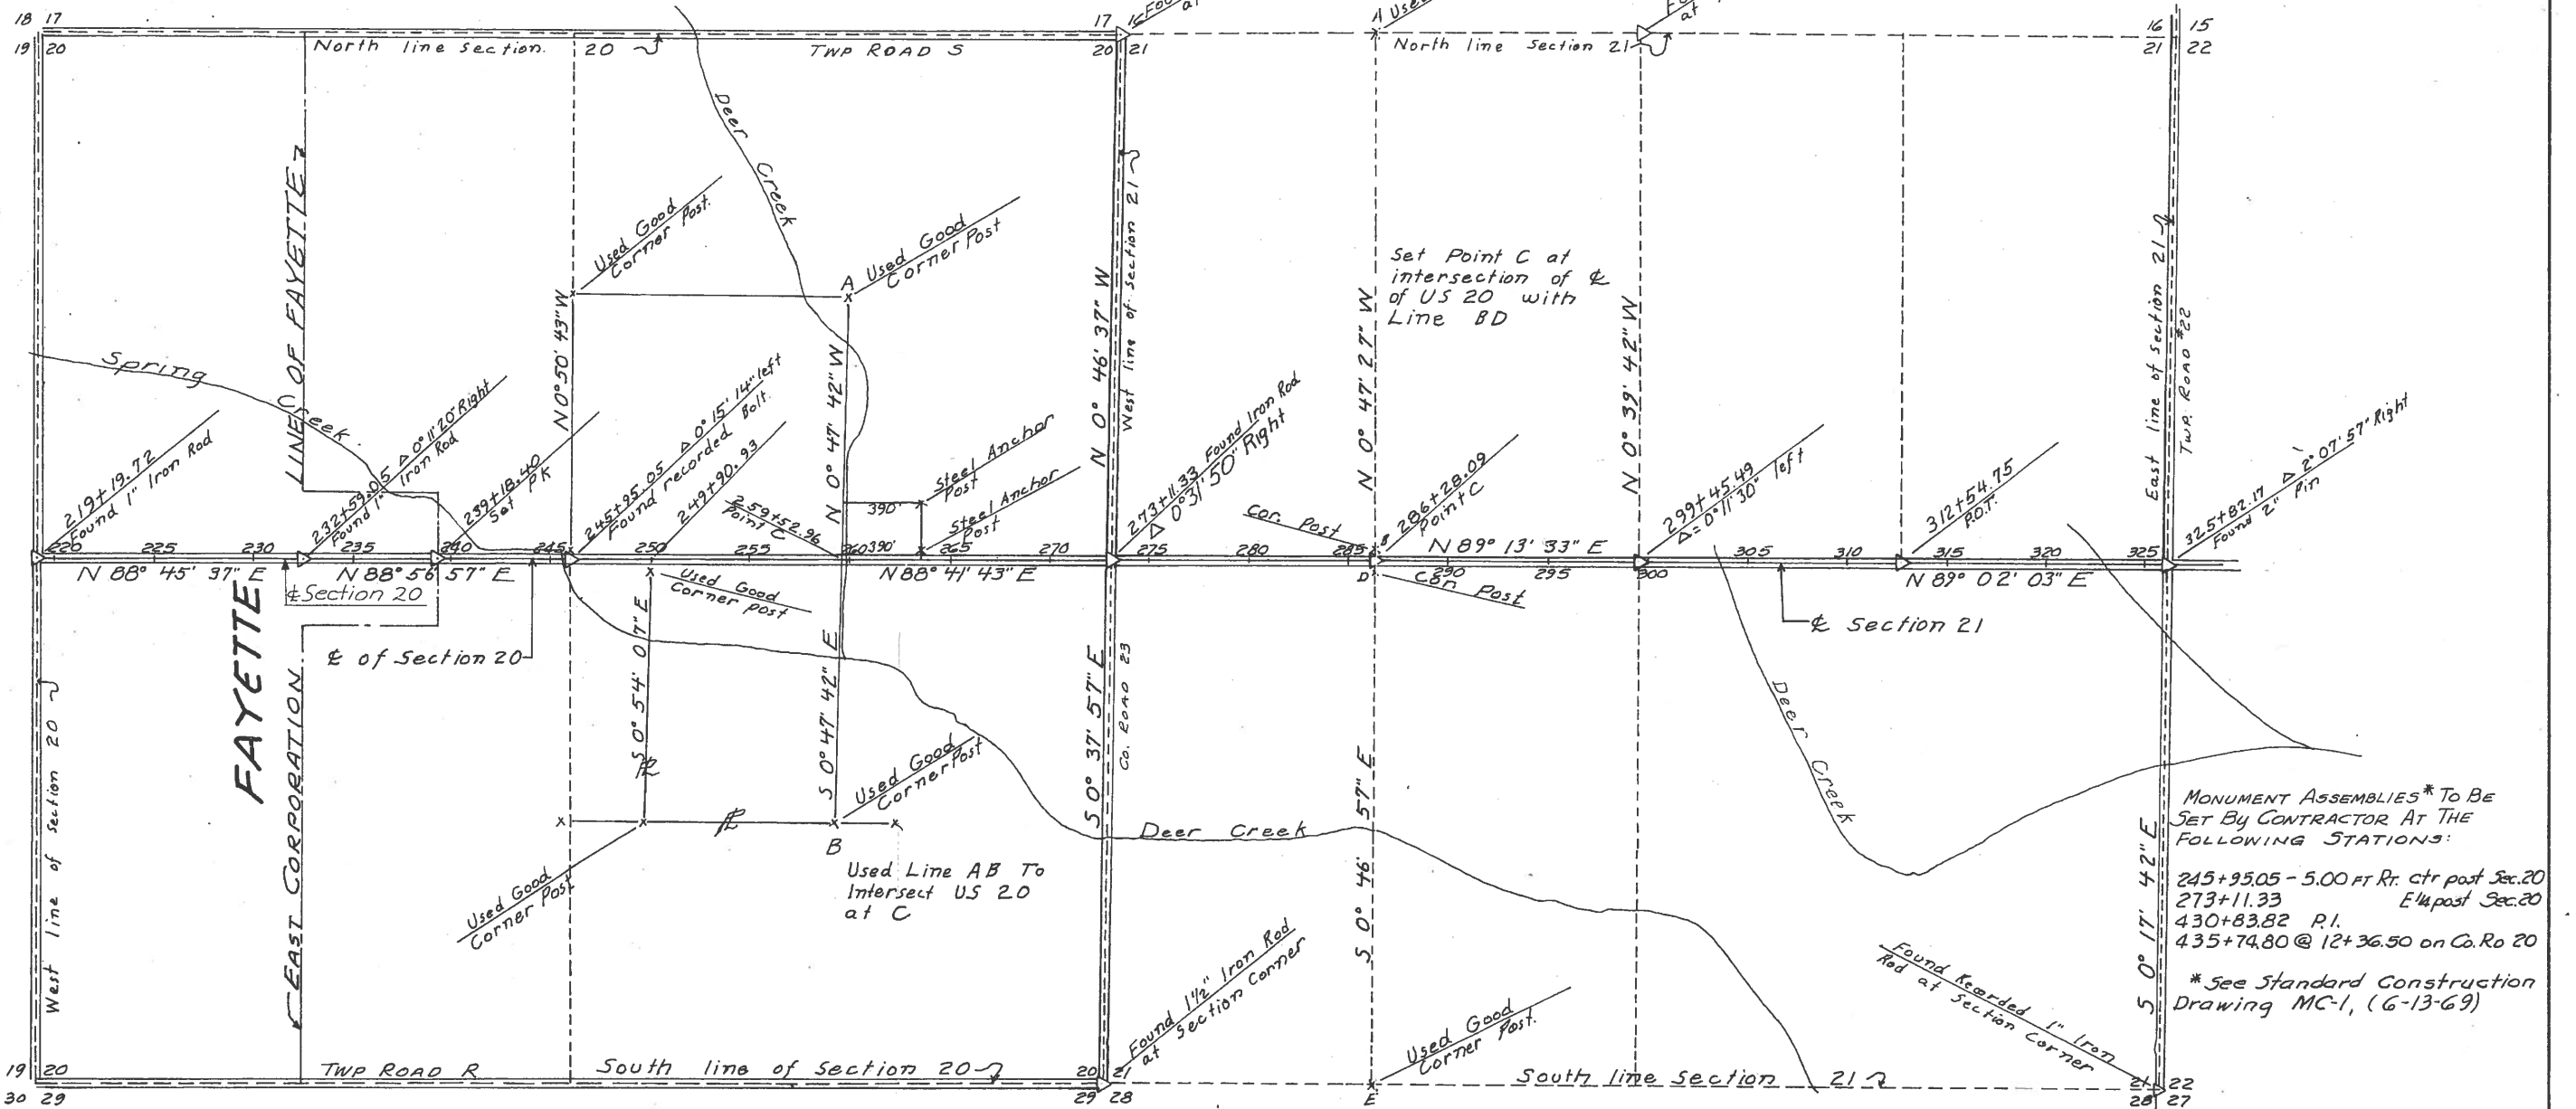 18 17
19 20
North line section. 20
TWP ROAD S
17 16
20 21
Found
at
A
Used
North line Section 21
at
16 15
21 22
LINE OF FAYETTE
Deer
Creek
Used Good
Corner Post.
A
Used Good
Corner Post
N 0° 50' 43" W
N 0° 47' 42" W
N 0° 46' 37" W
West line of section 21
Set Point C at
intersection of ℄
of US 20 with
Line BD
N 0° 47' 27" W
N 0° 39' 42" W
East line of section 21
TWP. ROAD #22
Spring
Creek
219+19.72
Found 1" Iron Rod
232+59.05 Δ 0° 11' 20" Right
Found 1" Iron Rod
239+18.40
Set PK
245+95.05 Δ 0° 15' 14" left
Found recorded Bolt.
249+90.93
259+52.96
Point C
390'
Steel Anchor
Post
390'
Steel Anchor
Post
273+11.33 Found Iron Rod
Δ 0° 31' 50" Right
Cor. Post
B
286+28.09
Point C
299+45.49
Δ = 0° 11' 30" left
312+54.75
P.O.T.
325+82.17 Δ 2° 07' 57" Right
Found 2" Pin
220 225 230 235 240 245 250 255 260 265 270 275 280 285 290 295 300 305 310 315 320 325
N 88° 45' 37" E
N 88° 56' 57" E
N 88° 41' 43" E
N 89° 13' 33" E
N 89° 02' 03" E
℄ Section 20
Used Good
Corner post
D
Cor. Post
℄ of Section 20
℄ Section 21
FAYETTE
EAST CORPORATION
West line of section 20
S 0° 54' 07" E
℄
S 0° 47' 42" E
S 0° 37' 57" E
Co. ROAD 23
S 0° 46' 57" E
Deer
Creek
Used Good
Corner Post
℄
B
Deer Creek
Used Good
Corner Post
Used Line AB To
Intersect US 20
at C
Found 1½" Iron Rod
at Section Corner
Used Good
Corner Post.
Found Recorded 1" Iron
Rod at Section Corner
S 0° 17' 42" E
MONUMENT ASSEMBLIES* TO BE
SET BY CONTRACTOR AT THE
FOLLOWING STATIONS:
245+95.05 - 5.00 FT RT. ctr post Sec.20
273+11.33 E¼ post Sec.20
430+83.82 P.I.
435+74.80 @ 12+36.50 on Co. Ro 20
* See Standard Construction
Drawing MC-1, (6-13-69)
19 20
30 29
TWP ROAD R
South line of section 20
20 21
29 28
E
South line Section 21
21 22
28 27